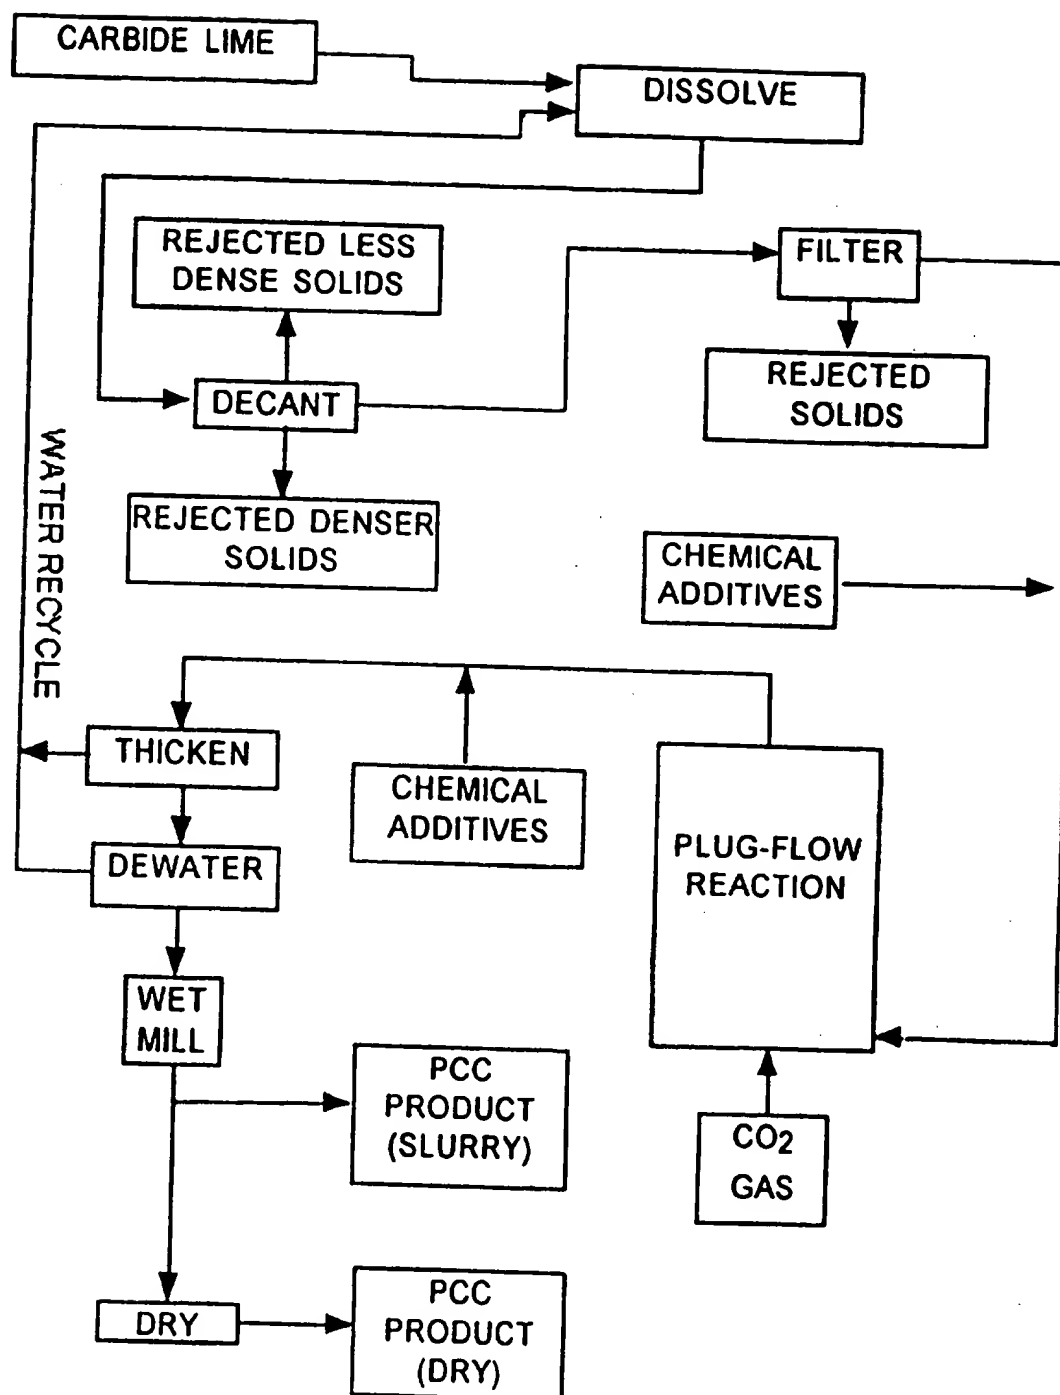 CARBIDE LIME
DISSOLVE
REJECTED LESS
DENSE SOLIDS
FILTER
REJECTED
SOLIDS
DECANT
REJECTED DENSER
SOLIDS
WATER RECYCLE
CHEMICAL
ADDITIVES
THICKEN
CHEMICAL
ADDITIVES
PLUG-FLOW
REACTION
DEWATER
WET
MILL
PCC
PRODUCT
(SLURRY)
CO2
GAS
DRY
PCC
PRODUCT
(DRY)